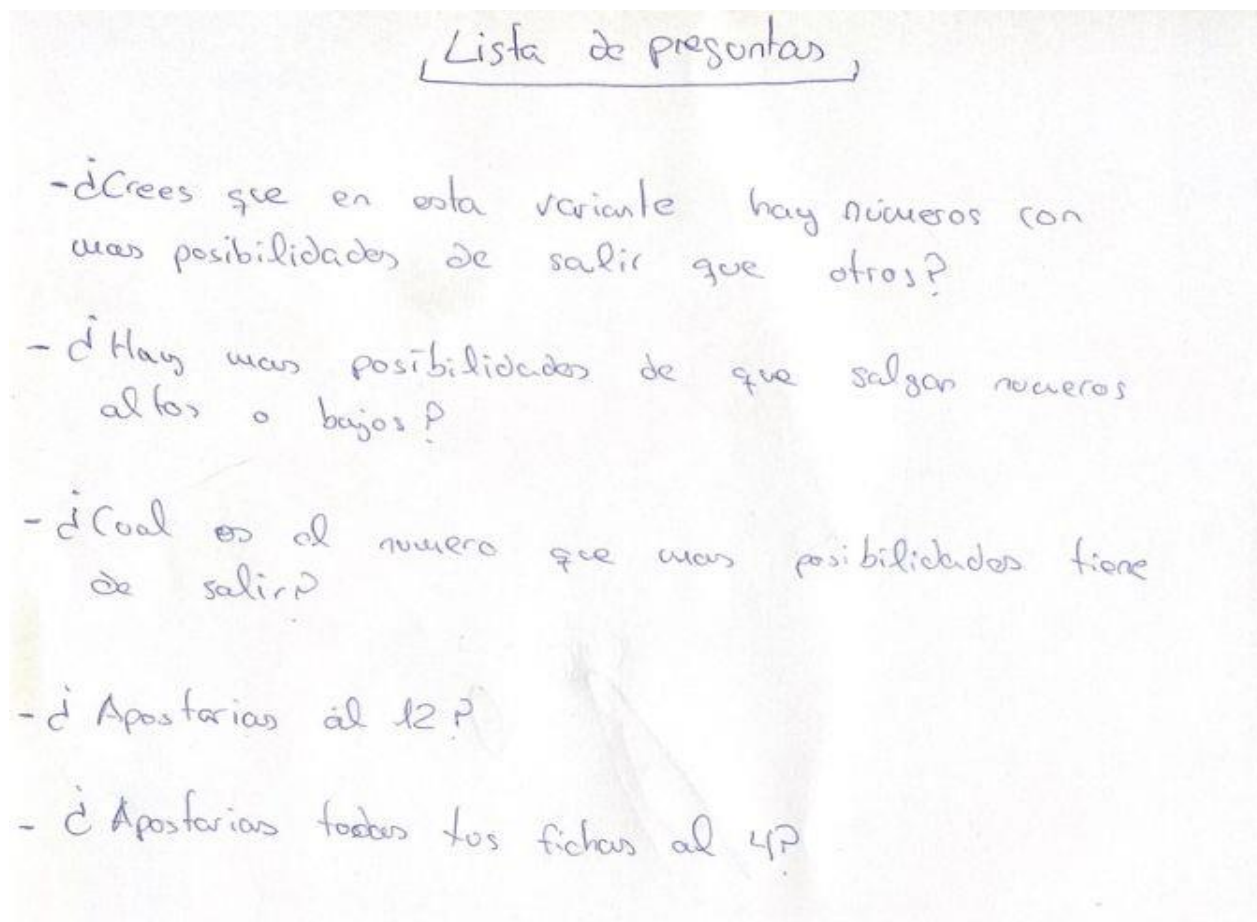 Lista de preguntas
- ¿Crees que en esta variante hay números con
mas posibilidades de salir que otros?
- ¿Hay mas posibilidades de que salgan numeros
altos o bajos?
- ¿Cual es el numero que mas posibilidades tiene
de salir?
- ¿Apostarias al 12?
- ¿Apostarias todas tus fichas al 4?